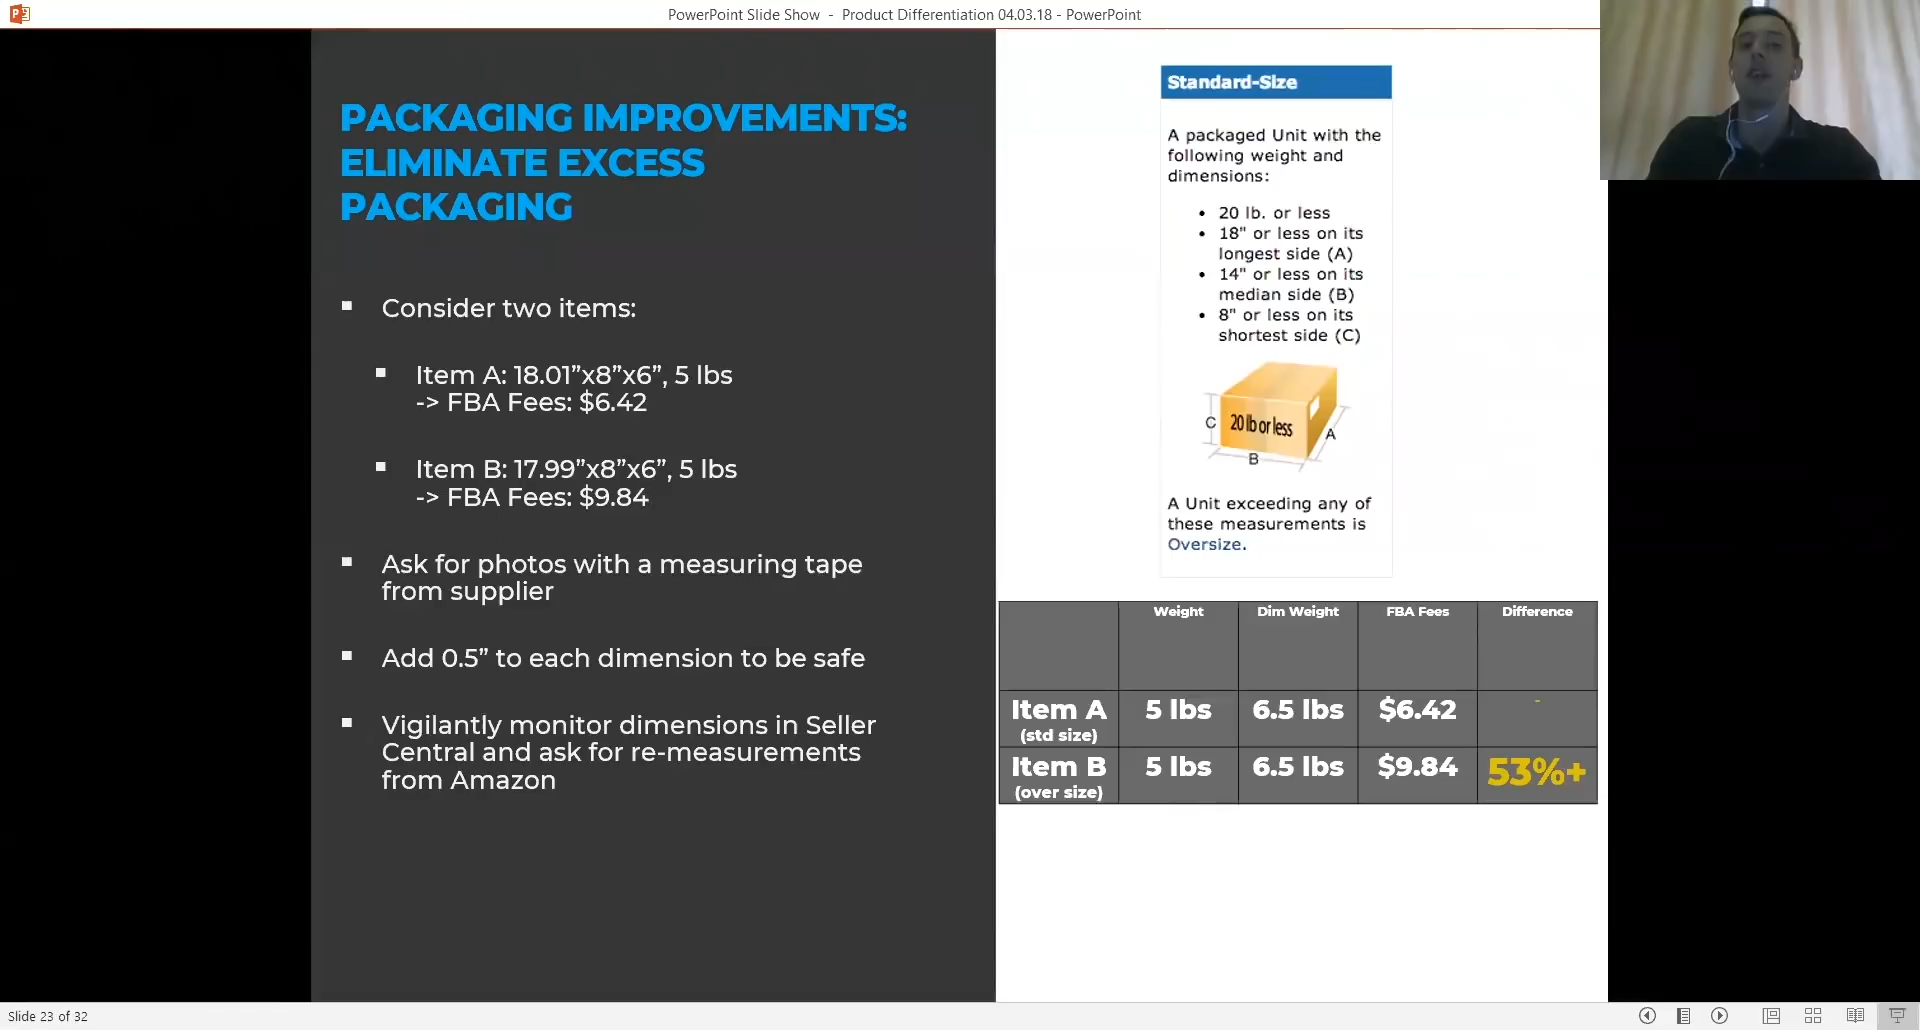 PowerPoint Slide Show - Product Differentiation 04.03.18 - PowerPoint
PACKAGING IMPROVEMENTS:
ELIMINATE EXCESS
PACKAGING
Consider two items:
Item A: 18.01”x8”x6”, 5 lbs
-> FBA Fees: $6.42
Item B: 17.99”x8”x6”, 5 lbs
-> FBA Fees: $9.84
Ask for photos with a measuring tape
from supplier
Add 0.5” to each dimension to be safe
Vigilantly monitor dimensions in Seller
Central and ask for re-measurements
from Amazon
Standard-Size
A packaged Unit with the
following weight and
dimensions:
• 20 lb. or less
• 18" or less on its
longest side (A)
• 14" or less on its
median side (B)
• 8" or less on its
shortest side (C)
C 20 lb or less A
B
A Unit exceeding any of
these measurements is
Oversize.
Weight Dim Weight FBA Fees Difference
Item A 5 lbs 6.5 lbs $6.42 -
(std size)
Item B 5 lbs 6.5 lbs $9.84 53%+
(over size)
Slide 23 of 32